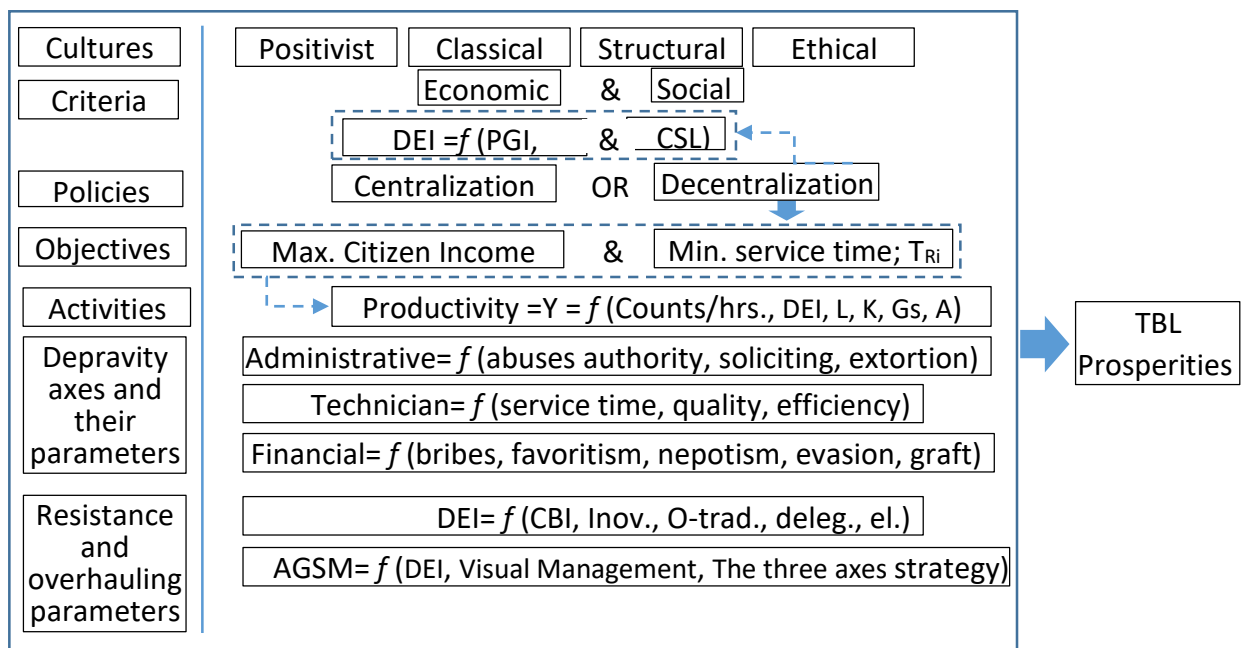 Cultures
Positivist Classical Structural Ethical
Criteria
Economic & Social
DEI =f (PGI, & CSL)
Policies
Centralization OR Decentralization
Objectives
Max. Citizen Income & Min. service time; TRi
Activities
Productivity =Y = f (Counts/hrs., DEI, L, K, Gs, A)
Depravity
axes and
their
parameters
Administrative= f (abuses authority, soliciting, extortion)
Technician= f (service time, quality, efficiency)
Financial= f (bribes, favoritism, nepotism, evasion, graft)
Resistance
and
overhauling
parameters
DEI= f (CBI, Inov., O-trad., deleg., el.)
AGSM= f (DEI, Visual Management, The three axes strategy)
TBL
Prosperities